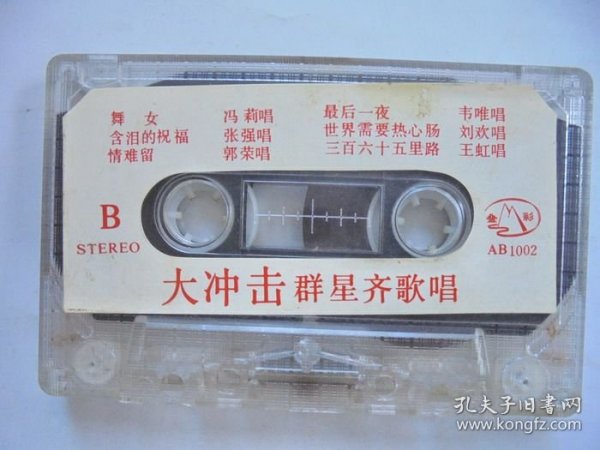 舞 女 冯 莉唱 最后一夜 韦唯唱
含泪的祝福 张强唱 世界需要热心肠 刘欢唱
情难留 郭荣唱 三百六十五里路 王虹唱
B
STEREO
AB1002
大冲击 群星齐歌唱
孔夫子旧书网
www.kongfz.com